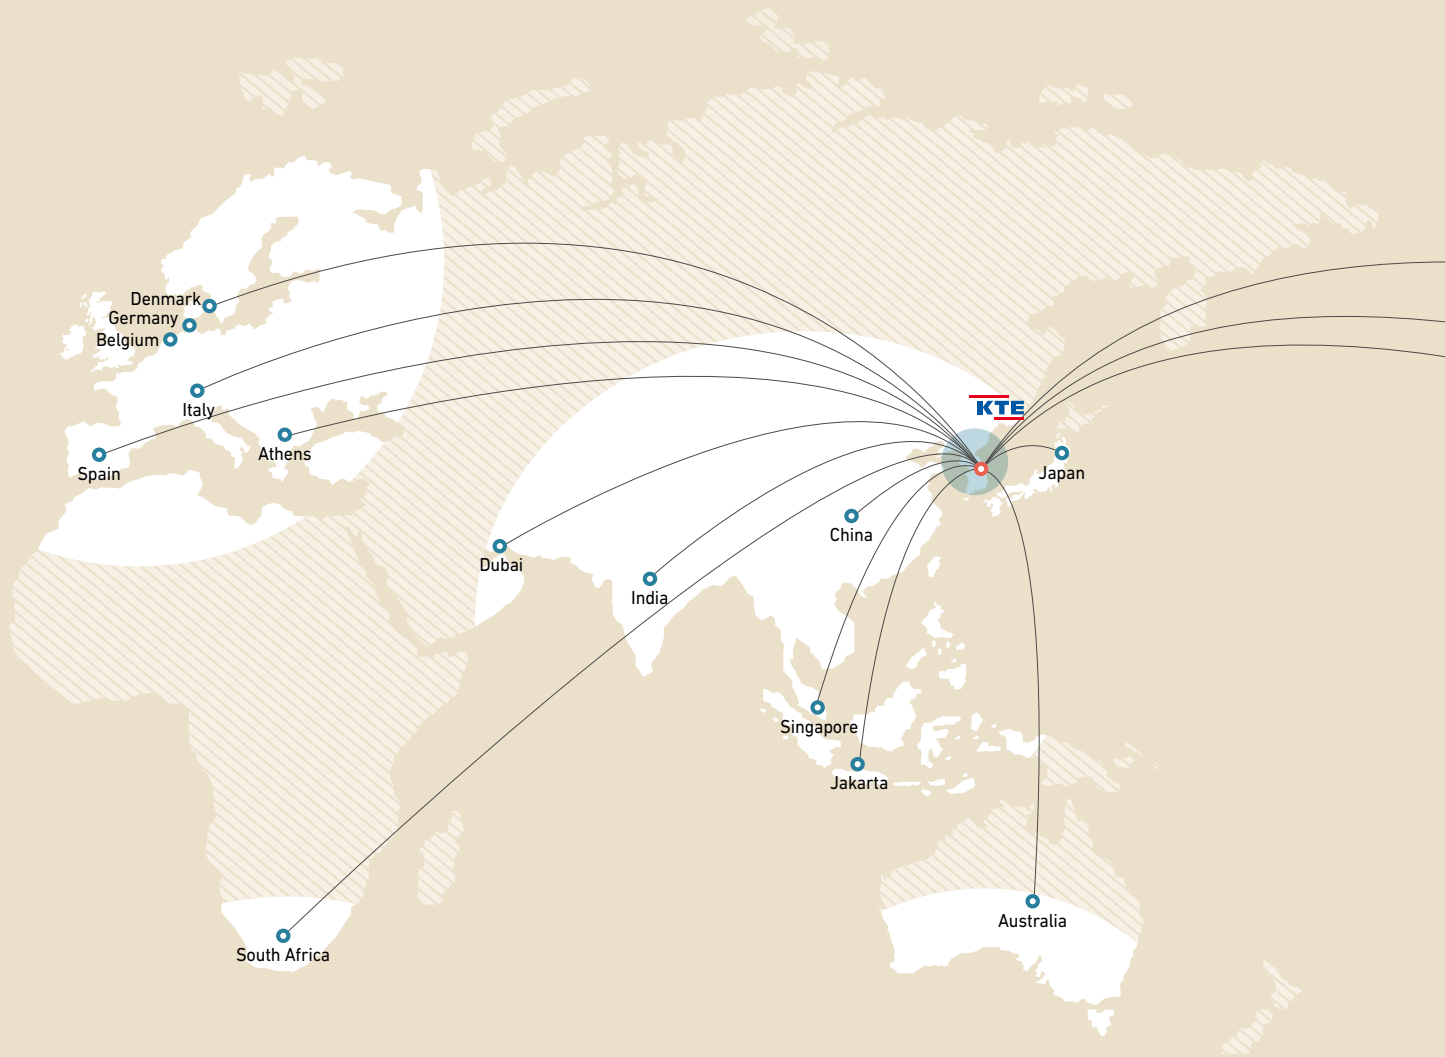 Denmark
Germany
Belgium
KTE
Italy
Athens
Spain
Japan
China
Dubai
India
Singapore
Jakarta
Australia
South Africa